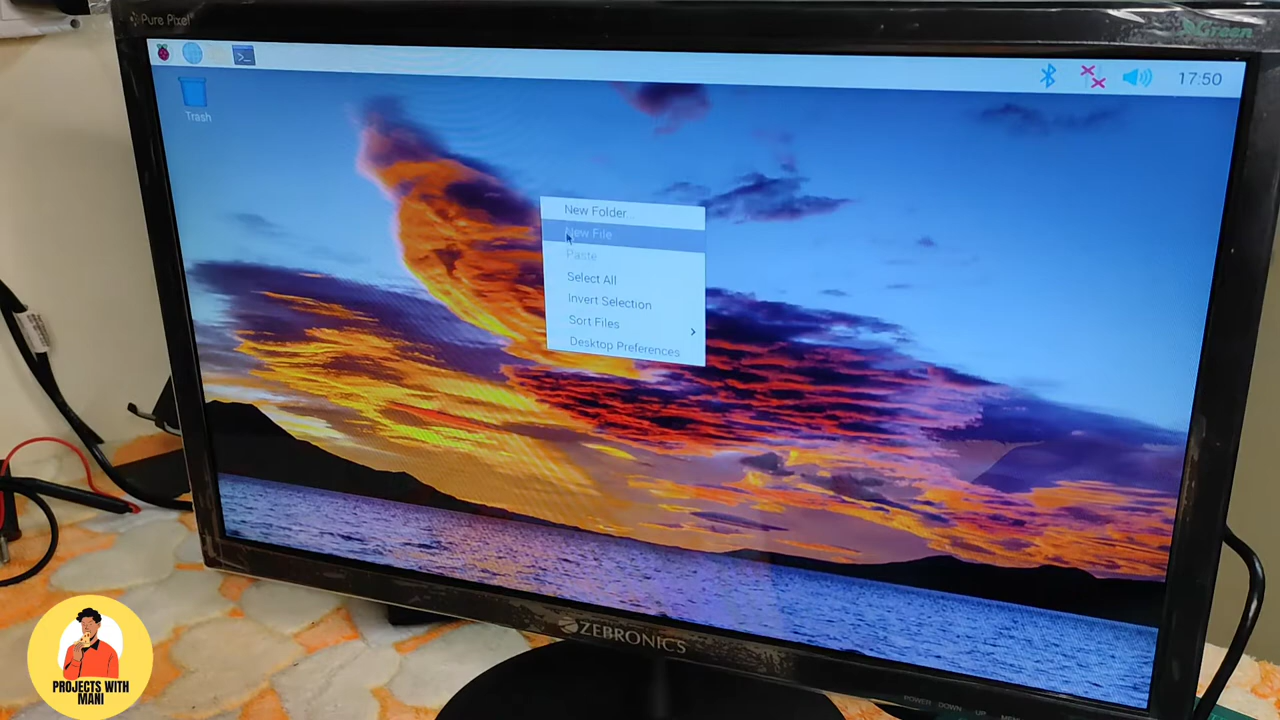 Pure Pixel
Green
17:50
Trash
New Folder...
New File
Paste
Select All
Invert Selection
Sort Files
Desktop Preferences
ZEBRONICS
POWER DOWN UP
PROJECTS WITH
MANI